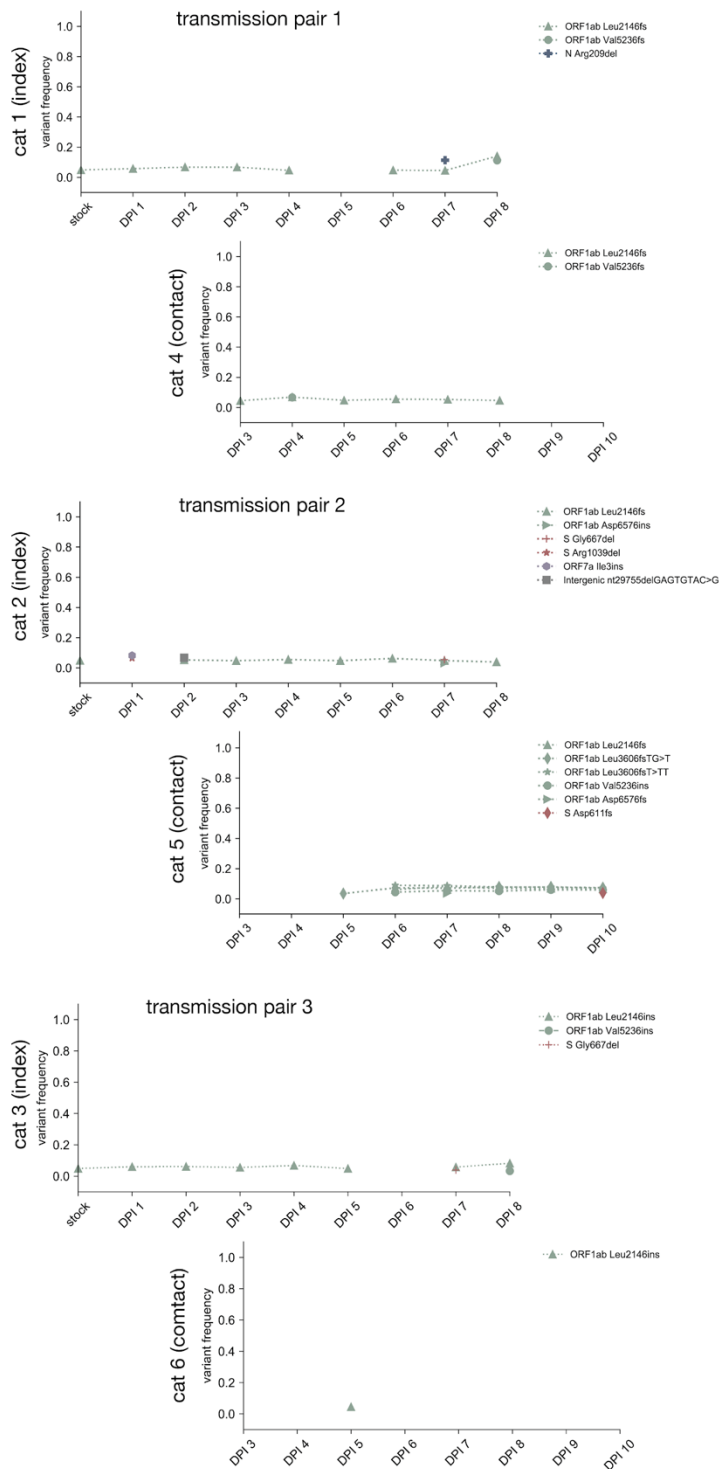 transmission pair 1
cat 1 (index)
variant frequency
1.0
0.8
0.6
0.4
0.2
0.0
stock
DPI 1
DPI 2
DPI 3
DPI 4
DPI 5
DPI 6
DPI 7
DPI 8
ORF1ab Leu2146fs
ORF1ab Val5236fs
N Arg209del
cat 4 (contact)
variant frequency
1.0
0.8
0.6
0.4
0.2
0.0
DPI 3
DPI 4
DPI 5
DPI 6
DPI 7
DPI 8
DPI 9
DPI 10
ORF1ab Leu2146fs
ORF1ab Val5236fs
transmission pair 2
cat 2 (index)
variant frequency
1.0
0.8
0.6
0.4
0.2
0.0
stock
DPI 1
DPI 2
DPI 3
DPI 4
DPI 5
DPI 6
DPI 7
DPI 8
ORF1ab Leu2146fs
ORF1ab Asp6576ins
S Gly667del
S Arg1039del
ORF7a Ile3ins
Intergenic nt29755delGAGTGTAC>G
cat 5 (contact)
variant frequency
1.0
0.8
0.6
0.4
0.2
0.0
DPI 3
DPI 4
DPI 5
DPI 6
DPI 7
DPI 8
DPI 9
DPI 10
ORF1ab Leu2146fs
ORF1ab Leu3606fsTG>T
ORF1ab Leu3606fsT>TT
ORF1ab Val5236ins
ORF1ab Asp6576fs
S Asp611fs
transmission pair 3
cat 3 (index)
variant frequency
1.0
0.8
0.6
0.4
0.2
0.0
stock
DPI 1
DPI 2
DPI 3
DPI 4
DPI 5
DPI 6
DPI 7
DPI 8
ORF1ab Leu2146ins
ORF1ab Val5236ins
S Gly667del
cat 6 (comtact)
variant frequency
1.0
0.8
0.6
0.4
0.2
0.0
DPI 3
DPI 4
DPI 5
DPI 6
DPI 7
DPI 8
DPI 9
DPI 10
ORF1ab Leu2146ins